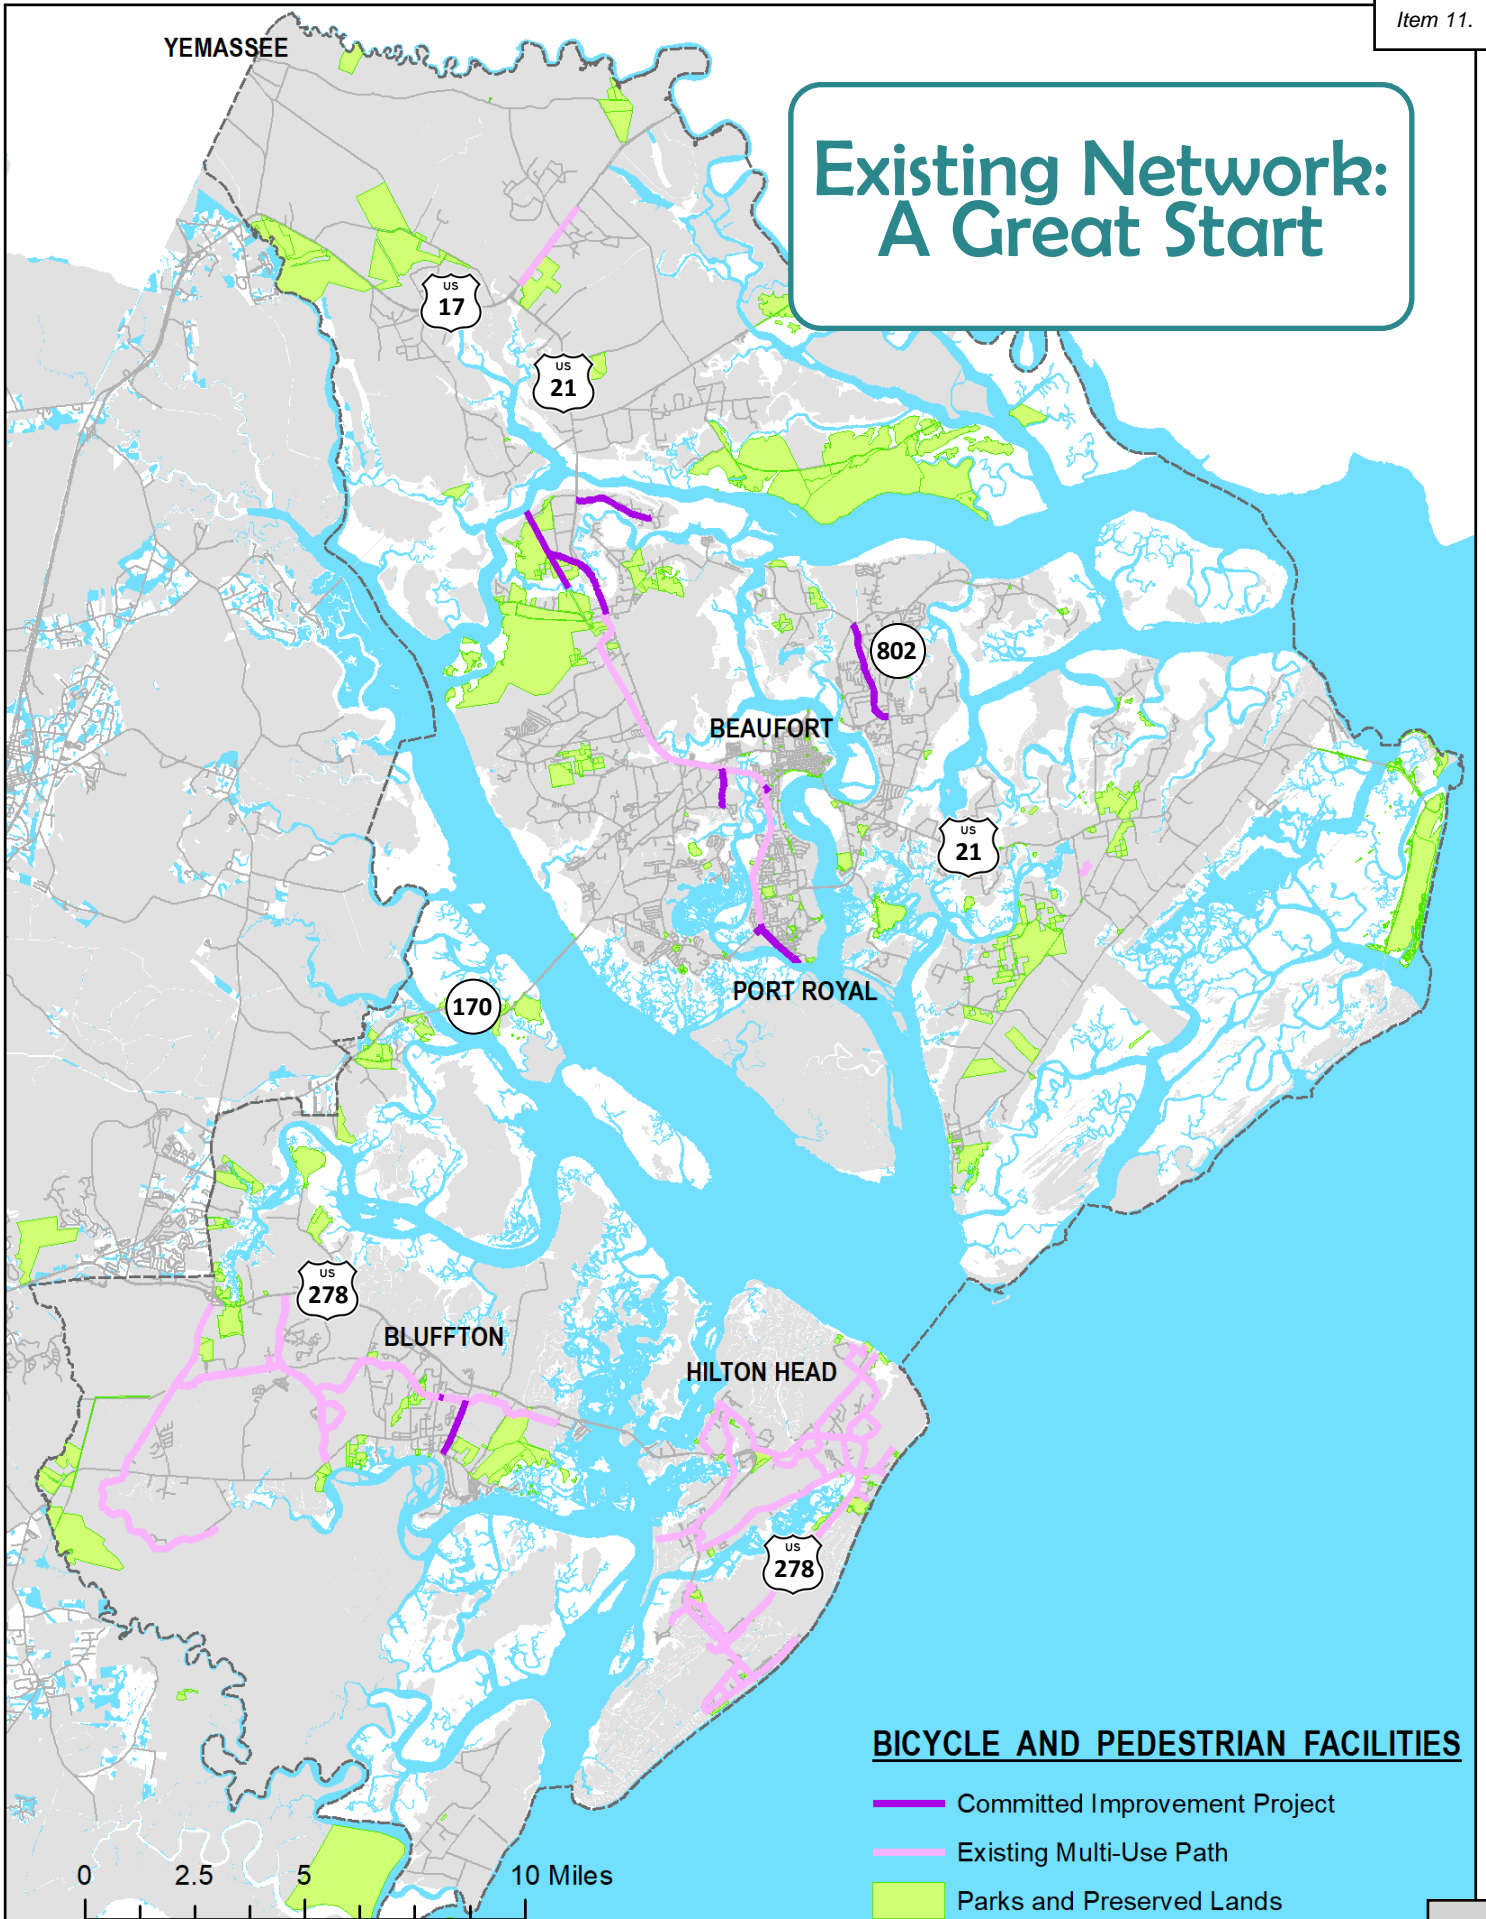 Item 11.
YEMASSEE
Existing Network:
A Great Start
US
17
US
21
802
BEAUFORT
US
21
PORT ROYAL
170
US
278
BLUFFTON
HILTON HEAD
US
278
BICYCLE AND PEDESTRIAN FACILITIES
Committed Improvement Project
Existing Multi-Use Path
Parks and Preserved Lands
0 2.5 5 10 Miles